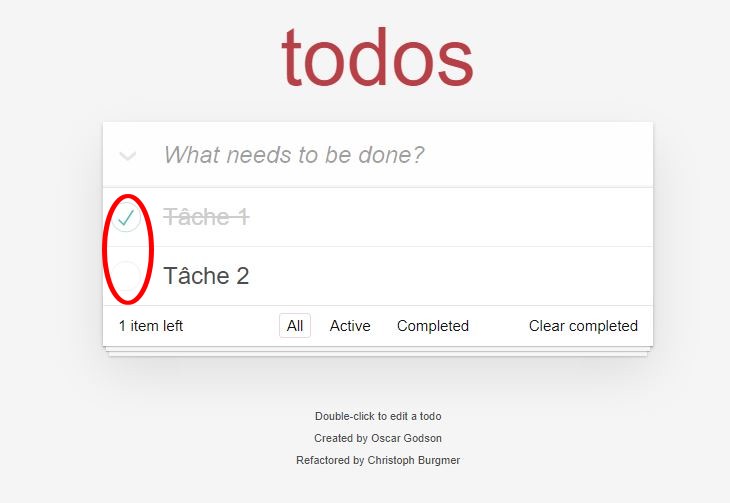 todos
What needs to be done?
Tâche 1
Tâche 2
1 item left All Active Completed Clear completed
Double-click to edit a todo
Created by Oscar Godson
Refactored by Christoph Burgmer